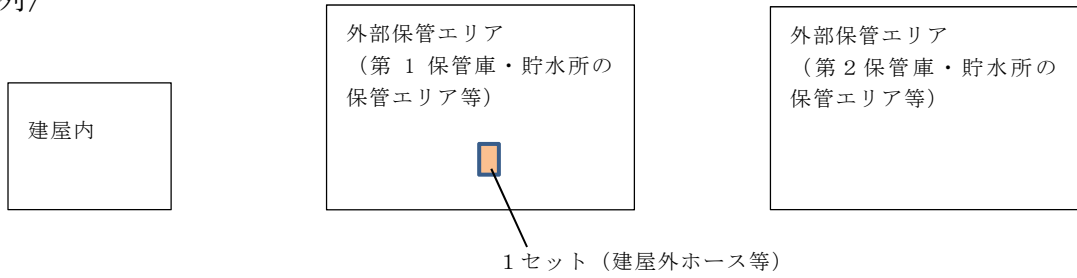 建屋内
外部保管エリア
(第 1 保管庫・貯水所の
保管エリア等)
外部保管エリア
(第2保管庫・貯水所の
保管エリア等)
1セット(建屋外ホース等)